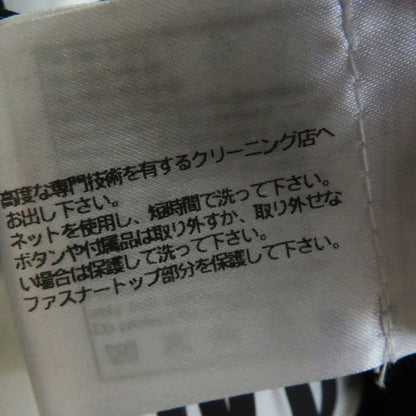 高度な専門技術を有するクリーニング店へ
お出し下さい。
ネットを使用し、短時間で洗って下さい。
ボタンや付属品は取り外すか、取り外せな
い場合は保護して洗って下さい。
ファスナートップ部分を保護して下さい。